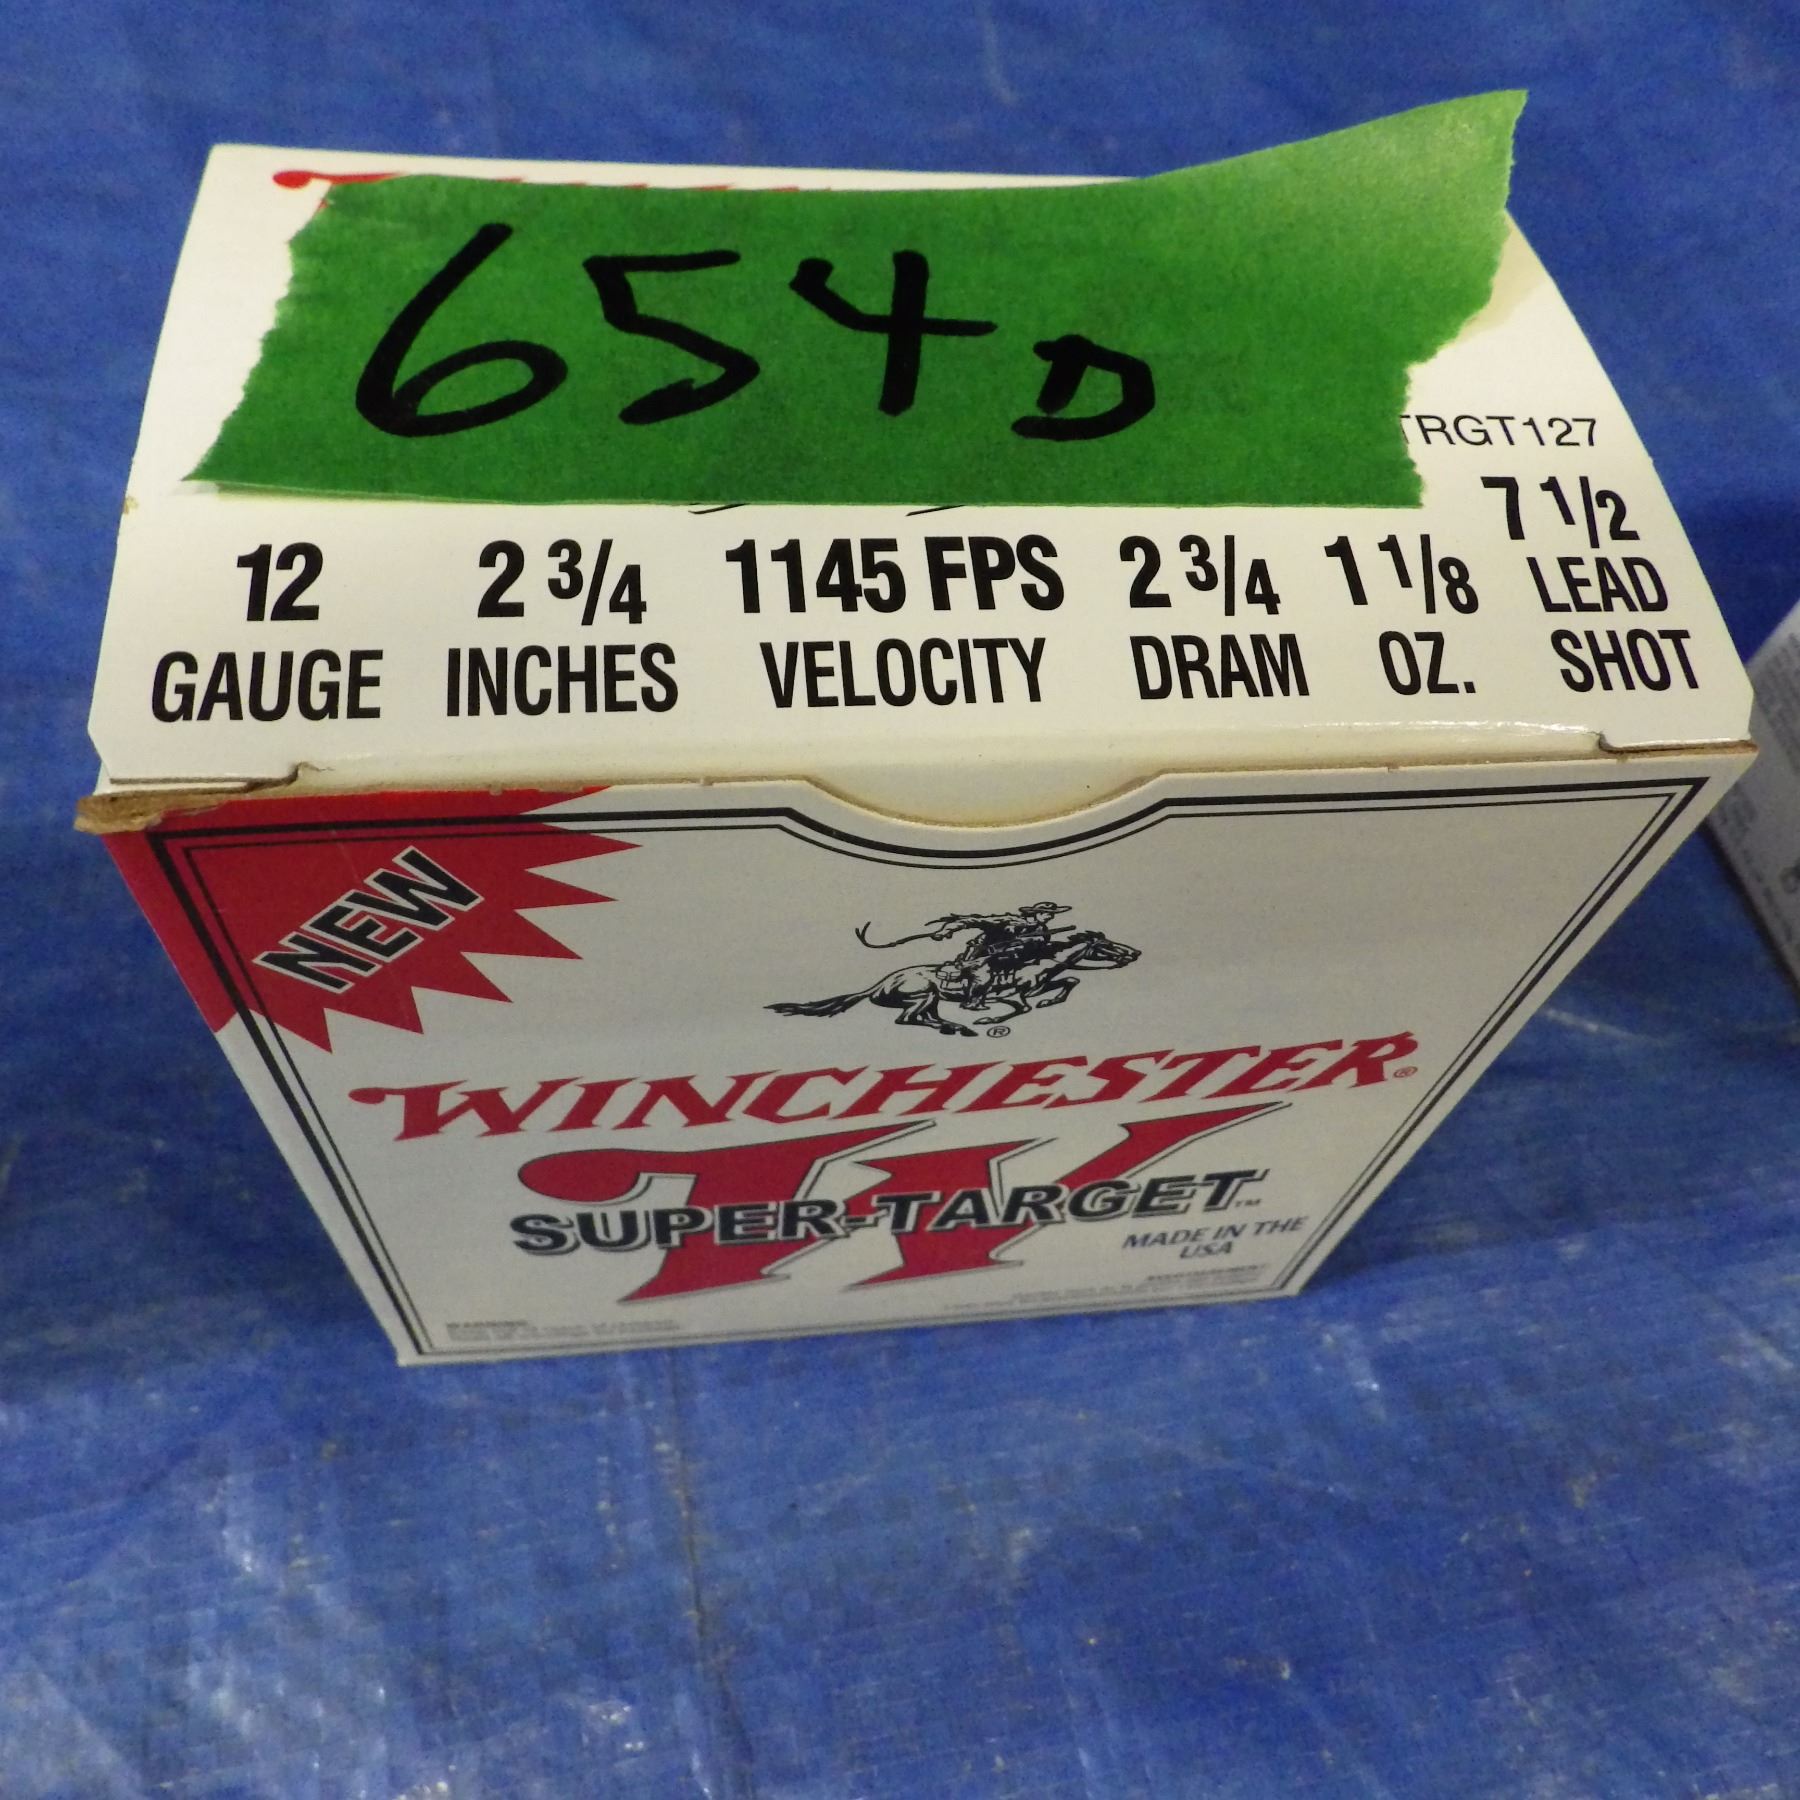 654D
TRGT127
12 2 3/4 1145 FPS 2 3/4 1 1/8 7 1/2
GAUGE INCHES VELOCITY DRAM OZ. LEAD SHOT
NEW
WINCHESTER®
SUPER-TARGET™
MADE IN THE
USA